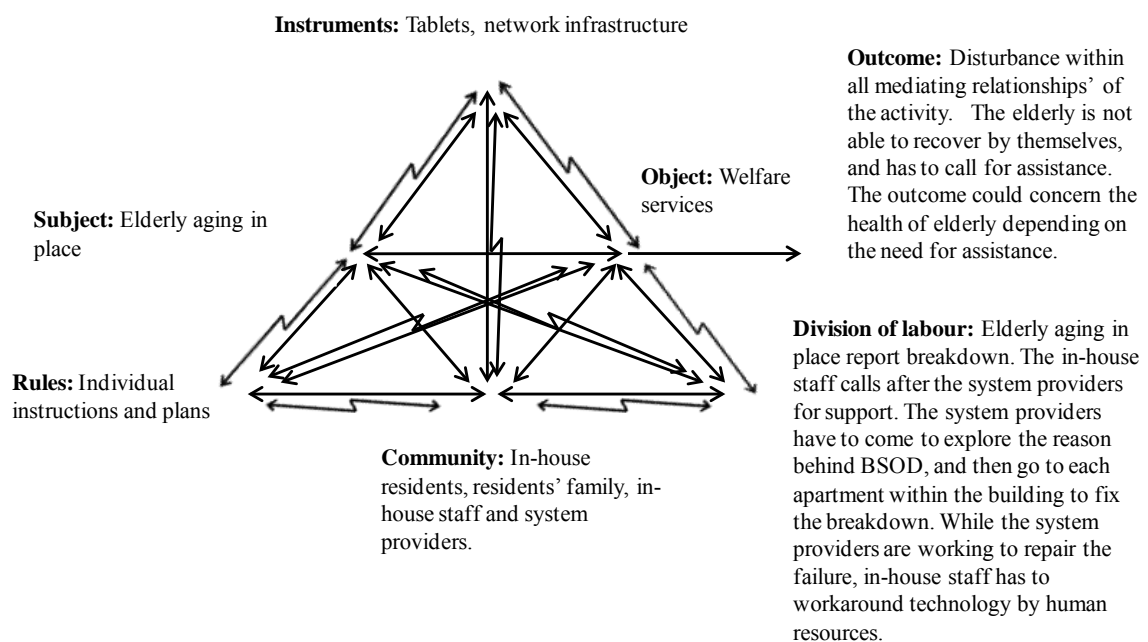 Instruments: Tablets, network infrastructure
Outcome: Disturbance within
all mediating relationships’ of
the activity. The elderly is not
able to recover by themselves,
and has to call for assistance.
The outcome could concern the
health of elderly depending on
the need for assistance.
Object: Welfare
services
Subject: Elderly aging in
place
Rules: Individual
instructions and plans
Community: In-house
residents, residents’ family, in-
house staff and system
providers.
Division of labour: Elderly aging in
place report breakdown. The in-house
staff calls after the system providers
for support. The system providers
have to come to explore the reason
behind BSOD, and then go to each
apartment within the building to fix
the breakdown. While the system
providers are working to repair the
failure, in-house staff has to
workaround technology by human
resources.